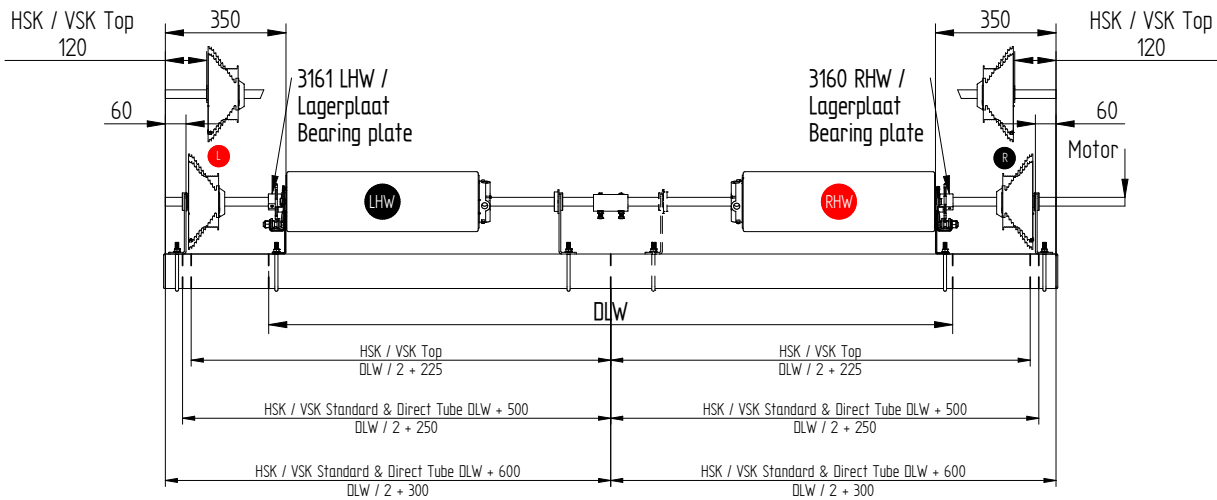 HSK / VSK Top
120
350
350
HSK / VSK Top
120
3161 LHW /
Lagerplaat
Bearing plate
3160 RHW /
Lagerplaat
Bearing plate
60
60
Motor
L
R
LHW
RHW
DLW
HSK / VSK Top
DLW / 2 + 225
HSK / VSK Top
DLW / 2 + 225
HSK / VSK Standard & Direct Tube DLW + 500
DLW / 2 + 250
HSK / VSK Standard & Direct Tube DLW + 500
DLW / 2 + 250
HSK / VSK Standard & Direct Tube DLW + 600
DLW / 2 + 300
HSK / VSK Standard & Direct Tube DLW + 600
DLW / 2 + 300